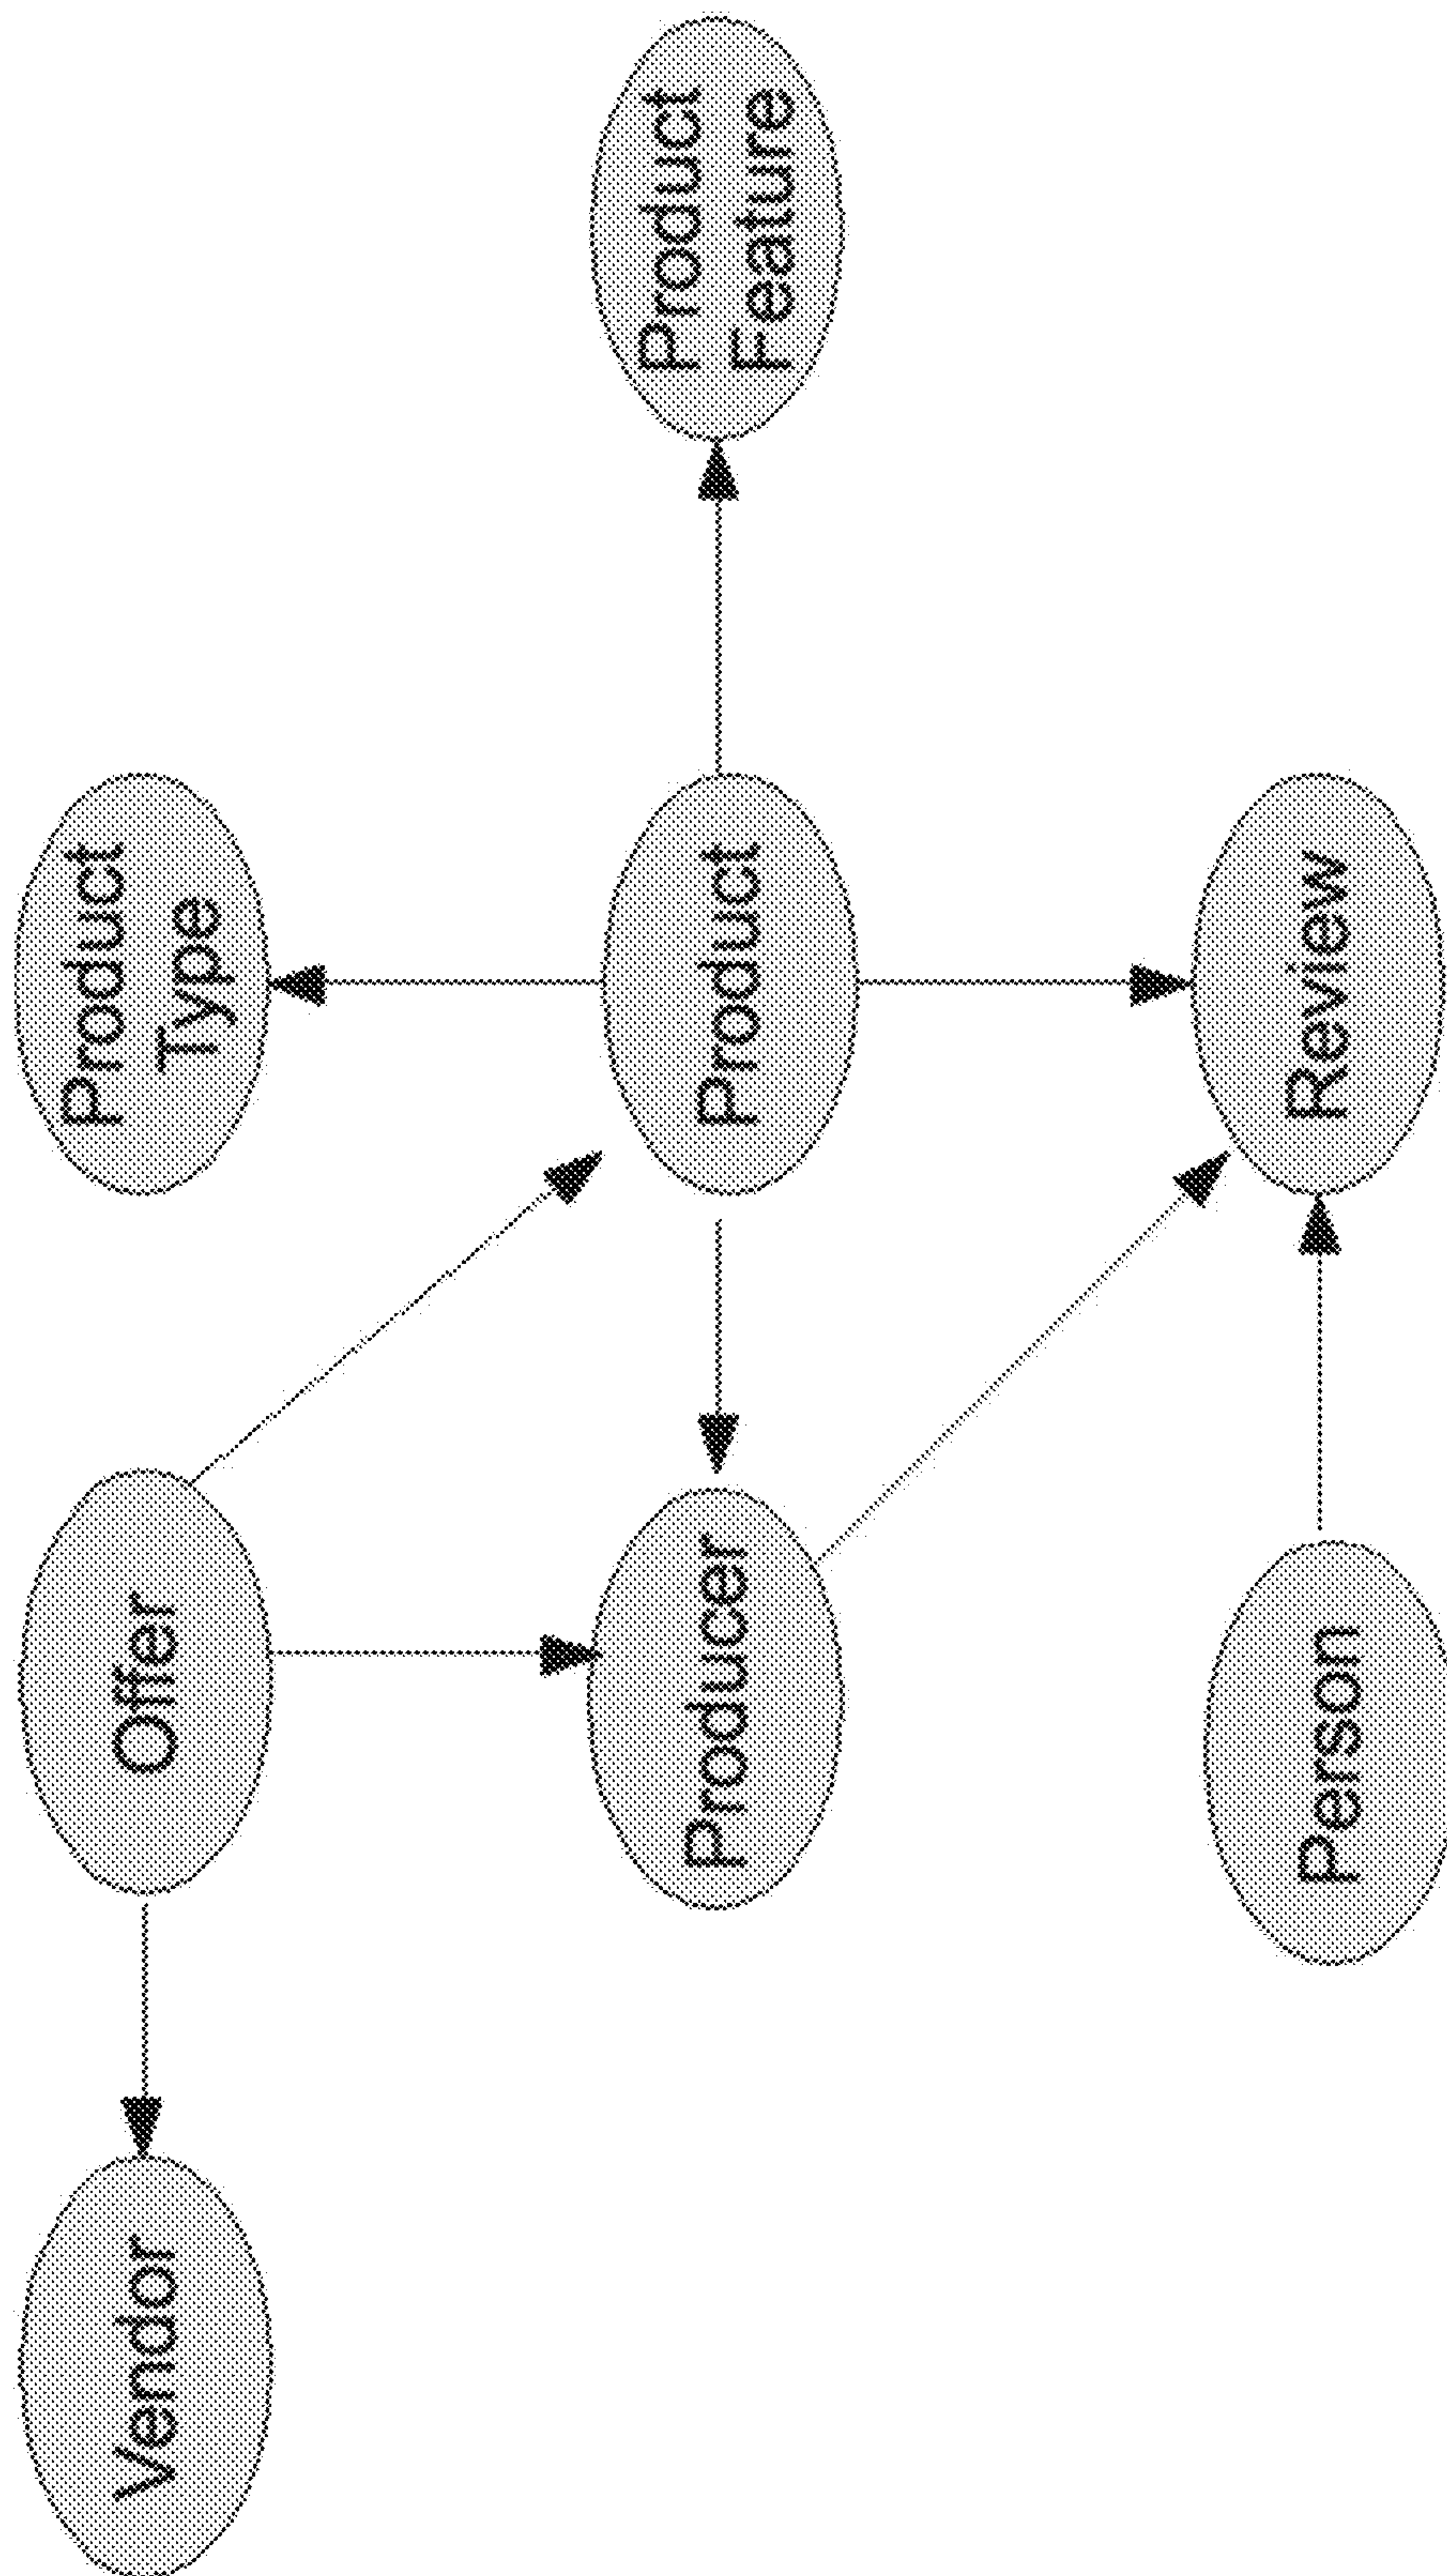 Vendor
Offer
Product
Type
Producer
Product
Product
Feature
Person
Review